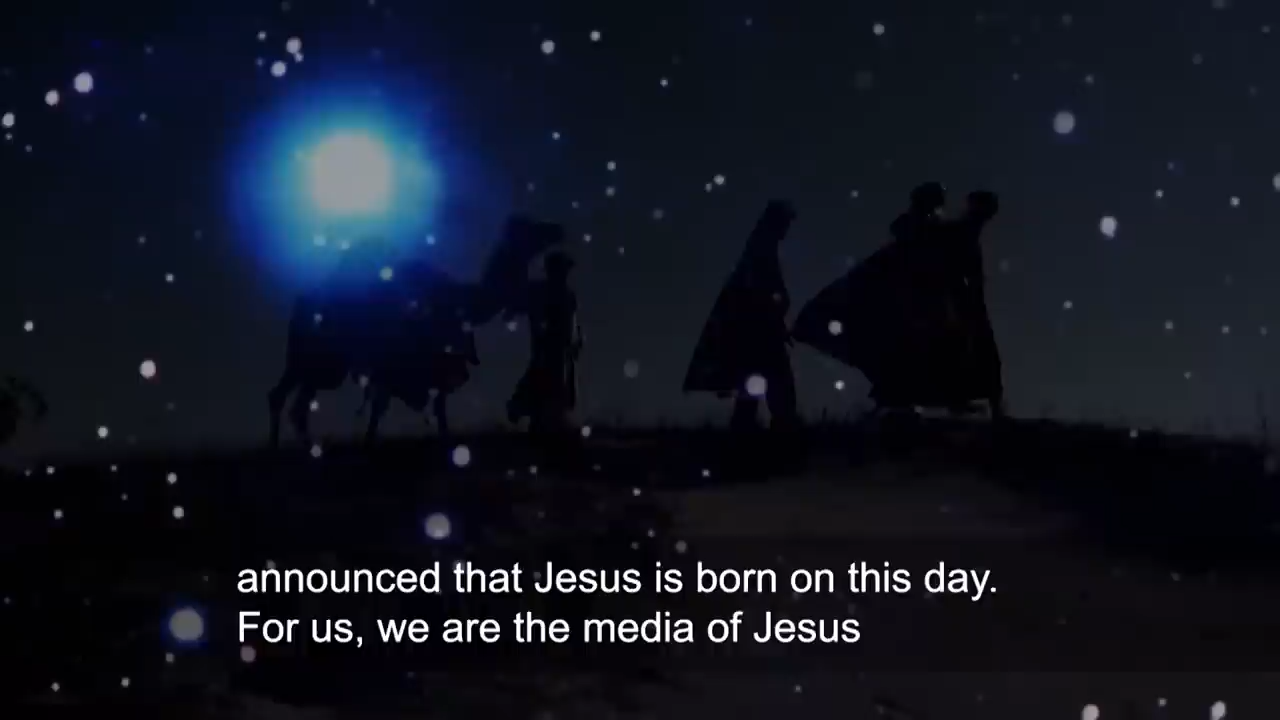 announced that Jesus is born on this day.
For us, we are the media of Jesus